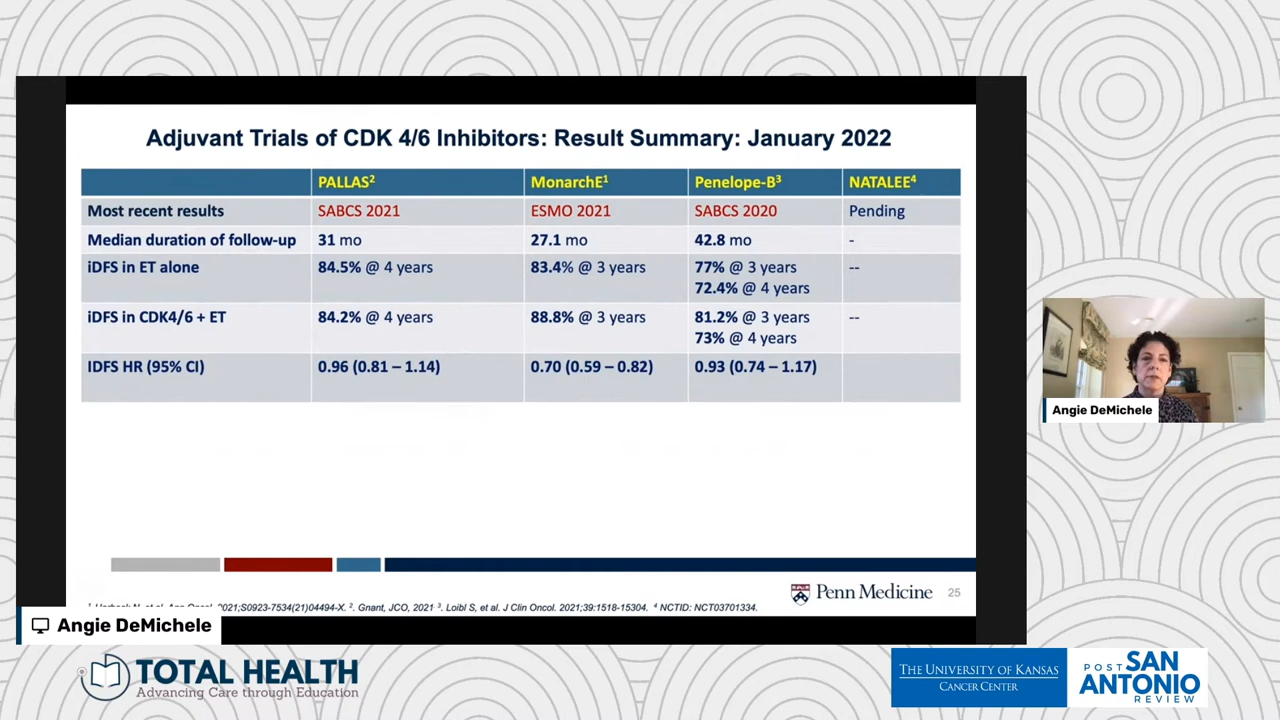 Adjuvant Trials of CDK 4/6 Inhibitors: Result Summary: January 2022
PALLAS² MonarchE¹ Penelope-B³ NATALEE⁴
Most recent results SABCS 2021 ESMO 2021 SABCS 2020 Pending
Median duration of follow-up 31 mo 27.1 mo 42.8 mo -
iDFS in ET alone 84.5% @ 4 years 83.4% @ 3 years 77% @ 3 years --
72.4% @ 4 years
iDFS in CDK4/6 + ET 84.2% @ 4 years 88.8% @ 3 years 81.2% @ 3 years --
73% @ 4 years
IDFS HR (95% CI) 0.96 (0.81 – 1.14) 0.70 (0.59 – 0.82) 0.93 (0.74 – 1.17)
Angie DeMichele
Penn Medicine 25
2021;S0923-7534(21)04494-X. ². Gnant, JCO, 2021 ³. Loibl S, et al. J Clin Oncol. 2021;39:1518-15304. ⁴ NCTID: NCT03701334.
Angie DeMichele
TOTAL HEALTH
Advancing Care through Education
THE UNIVERSITY OF KANSAS
CANCER CENTER
POST SAN
ANTONIO
REVIEW